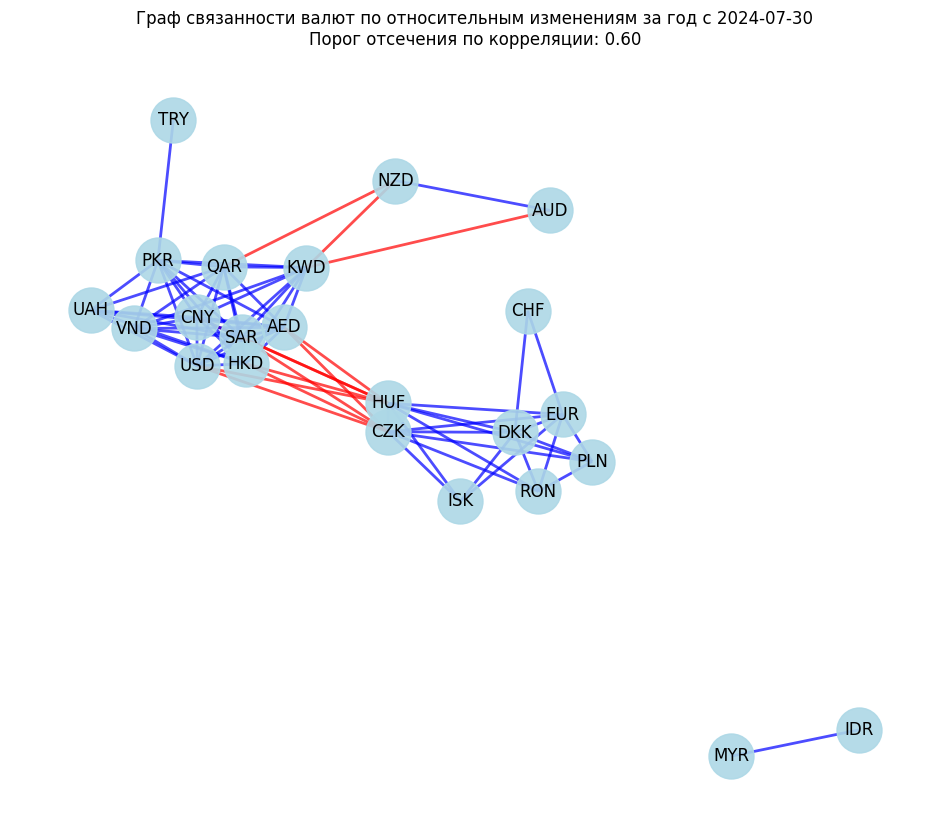 Граф связанности валют по относительным изменениям за год с 2024-07-30
Порог отсечения по корреляции: 0.60
TRY
NZD
AUD
PKR
QAR
KWD
UAH
VND
CNY
SAR
AED
USD
HKD
CHF
HUF
CZK
DKK
EUR
PLN
ISK
RON
MYR
IDR